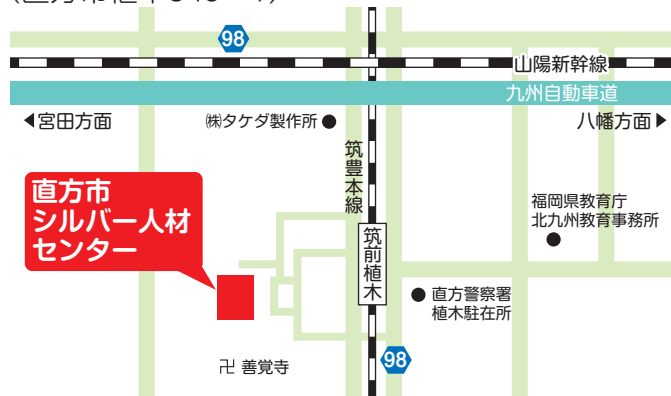 98
山陽新幹線
九州自動車道
◀宮田方面
㈱タケダ製作所
八幡方面▶
筑豊本線
直方市
シルバー人材
センター
福岡県教育庁
北九州教育事務所
筑前植木
直方警察署
植木駐在所
卍 善覚寺
98